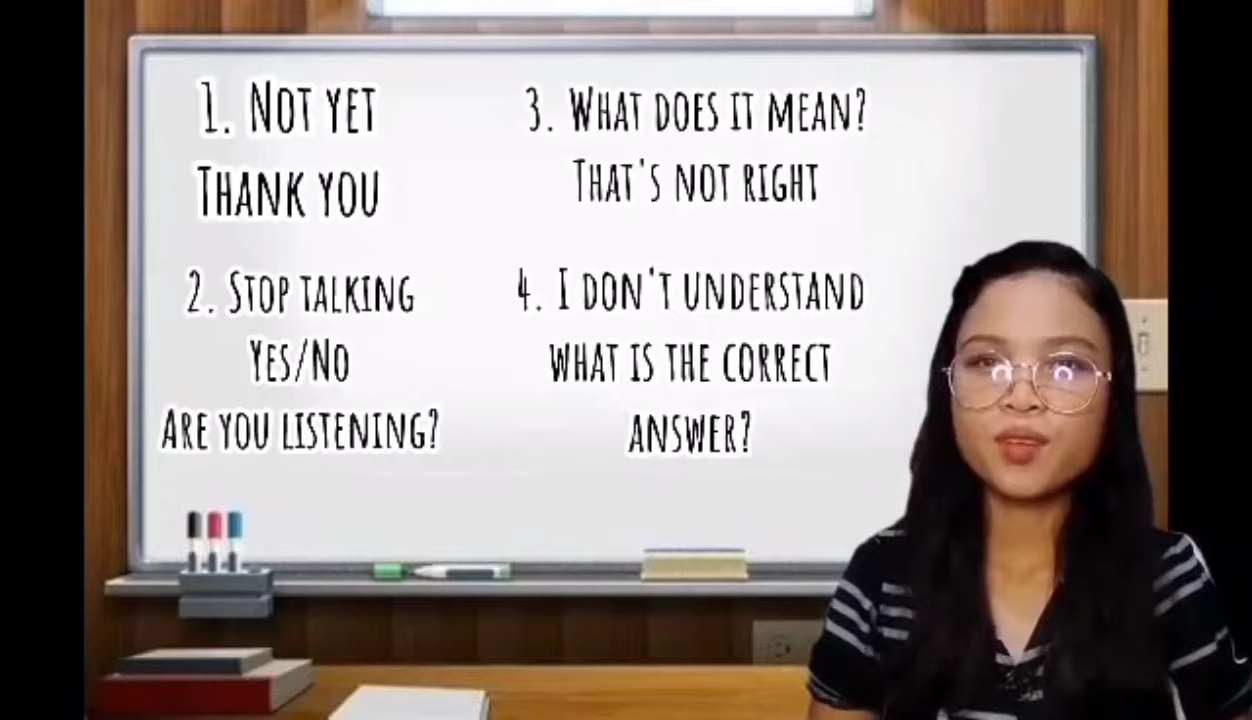 1. NOT YET
THANK YOU
2. STOP TALKING
YES/NO
ARE YOU LISTENING?
3. WHAT DOES IT MEAN?
THAT'S NOT RIGHT
4. I DON'T UNDERSTAND
WHAT IS THE CORRECT
ANSWER?